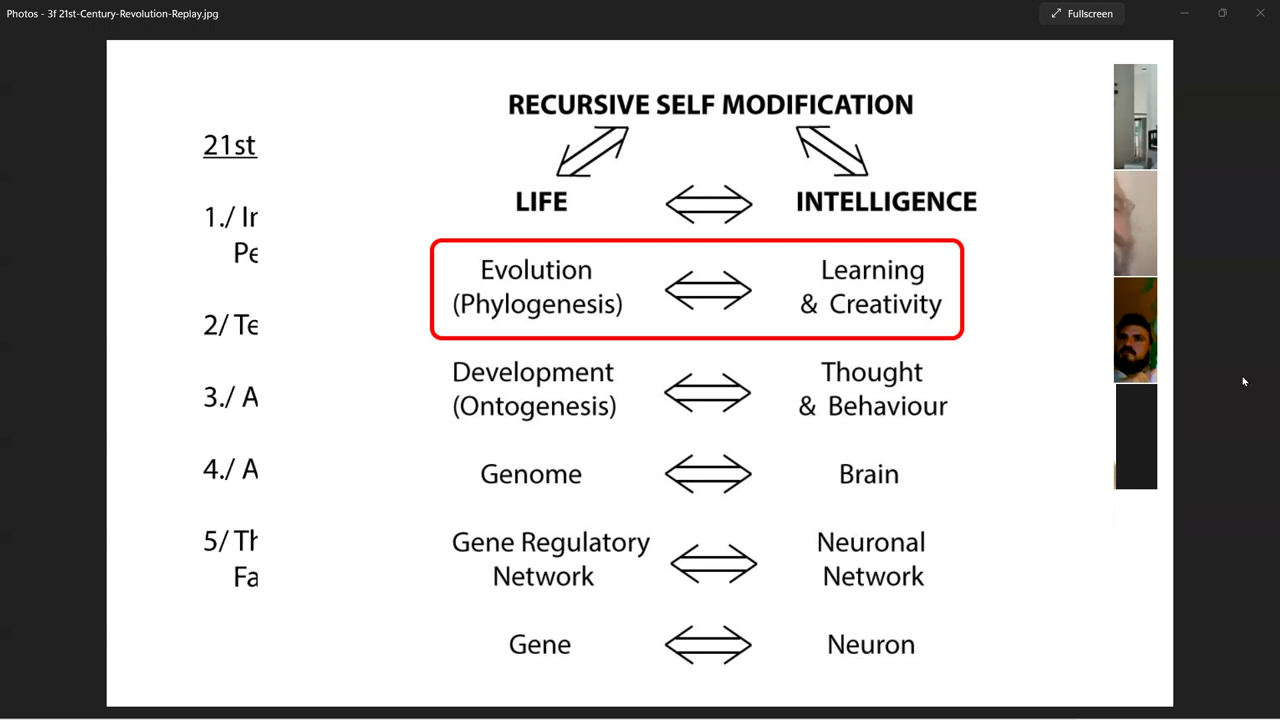 Photos - 3f 21st-Century-Revolution-Replay.jpg
Fullscreen
21st
1./ Ir
Pe
2/ Te
3./ A
4./ A
5/ Th
Fa
RECURSIVE SELF MODIFICATION
LIFE INTELLIGENCE
Evolution Learning
(Phylogenesis) & Creativity
Development Thought
(Ontogenesis) & Behaviour
Genome Brain
Gene Regulatory Neuronal
Network Network
Gene Neuron